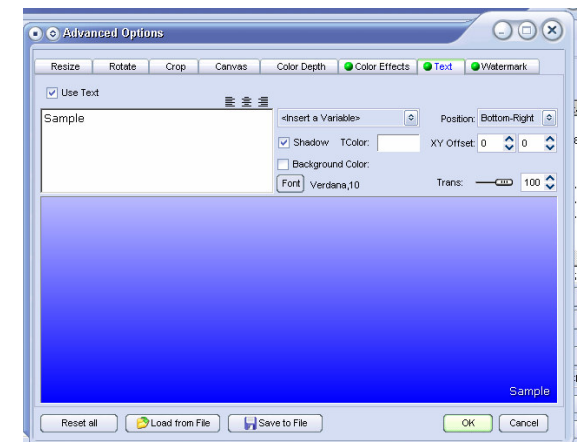 Advanced Options
Resize Rotate Crop Canvas Color Depth Color Effects Text Watermark
Use Text
Sample
<Insert a Variable> Position: Bottom-Right
Shadow TColor: XY Offset: 0 0
Background Color:
Font Verdana,10 Trans: 100
Sample
Reset all Load from File Save to File OK Cancel